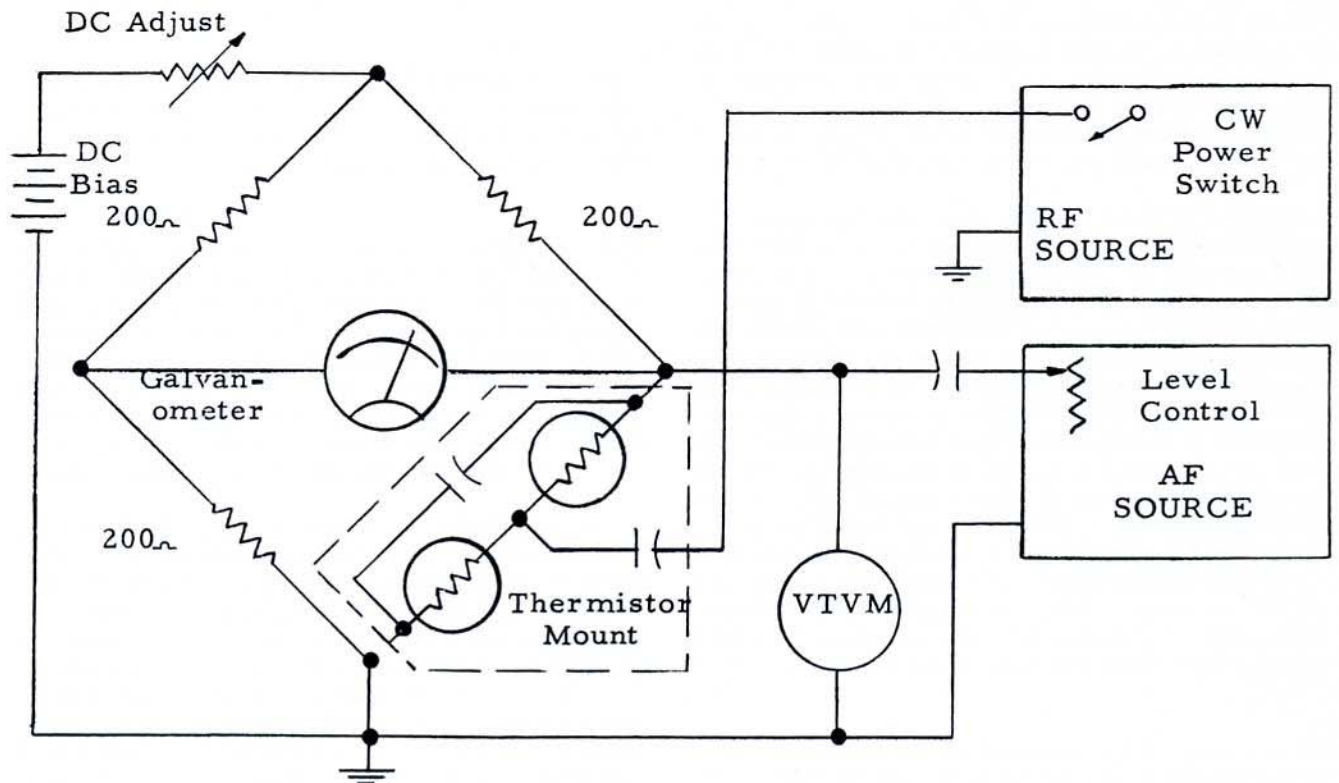 DC Adjust
DC
Bias
200Ω
200Ω
CW
Power
Switch
RF
SOURCE
Galvan-
ometer
Level
Control
AF
SOURCE
200Ω
Thermistor
Mount
VTVM